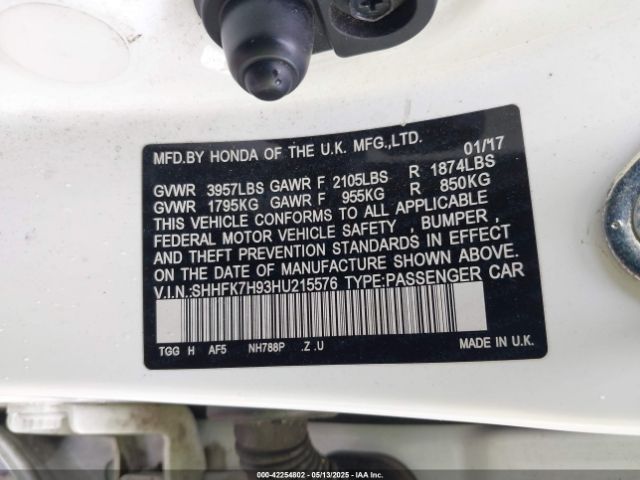 MFD.BY HONDA OF THE U.K. MFG.,LTD. 01/'17
GVWR 3957LBS GAWR F 2105LBS R 1874LBS
GVWR 1795KG GAWR F 955KG R 850KG
THIS VEHICLE CONFORMS TO ALL APPLICABLE
FEDERAL MOTOR VEHICLE SAFETY , BUMPER ,
AND THEFT PREVENTION STANDARDS IN EFFECT
ON THE DATE OF MANUFACTURE SHOWN ABOVE.
V.I.N.:SHHFK7H93HU215576 TYPE:PASSENGER CAR
TGG H AF5 NH788P .Z .U MADE IN U.K.
000-42254802 — 05/13/2025 — IAAI.COM